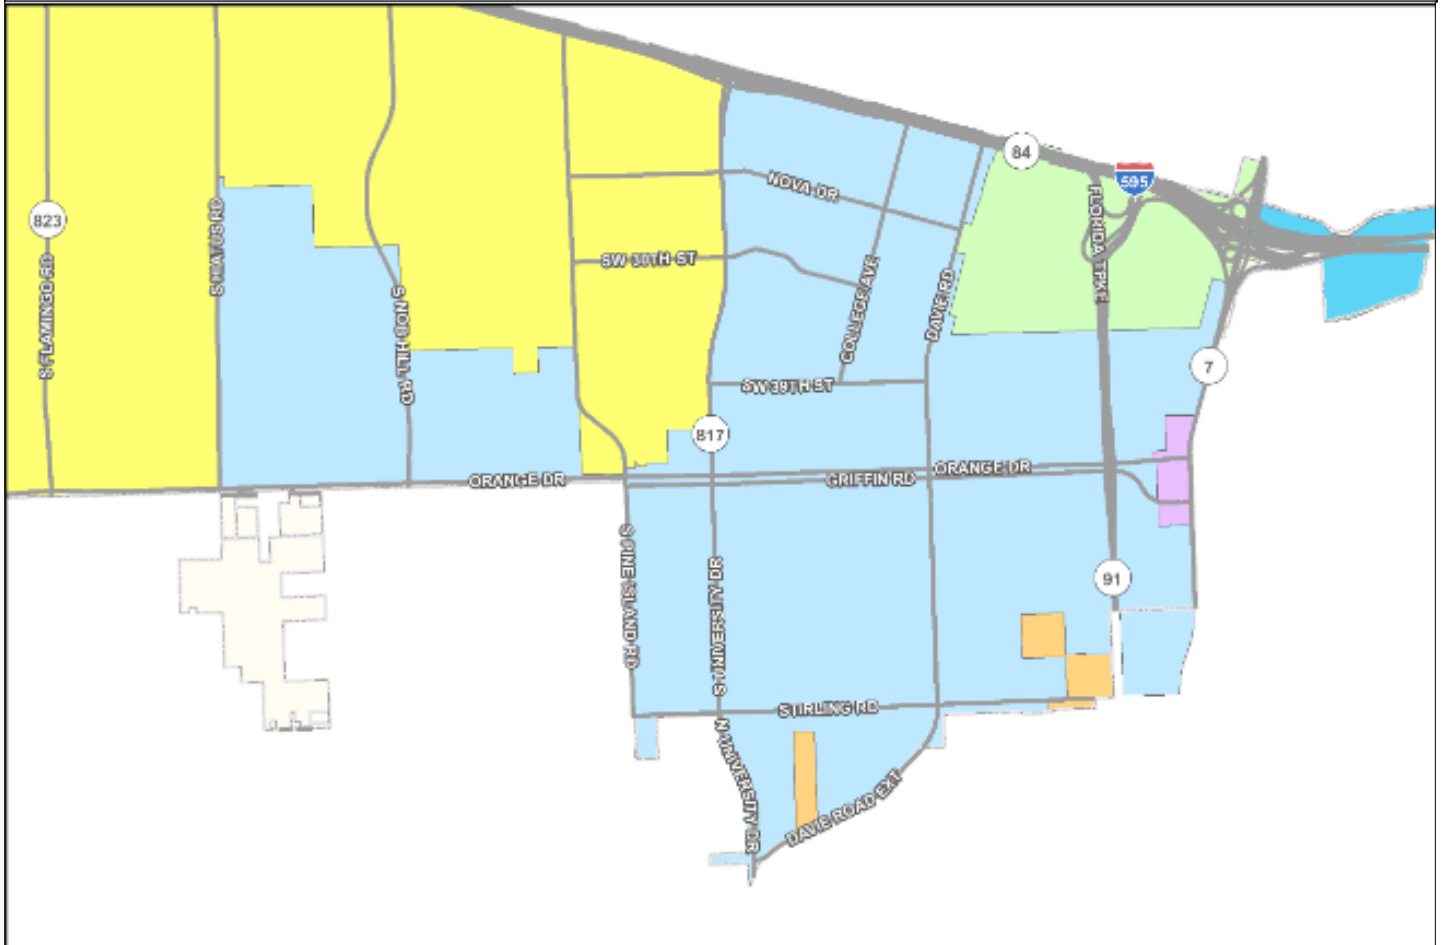 84
595
NOVA DR
FLORIDA TPKE
823
S HIATUS RD
SW 30TH ST
S FLAMINGO RD
S NOB HILL RD
COLLEGE AVE
DAVIE RD
7
SW 39TH ST
817
ORANGE DR
ORANGE DR
GRIFFIN RD
S PINE ISLAND RD
S UNIVERSITY DR
91
STIRLING RD
N UNIVERSITY DR
DAVIE ROAD EXT